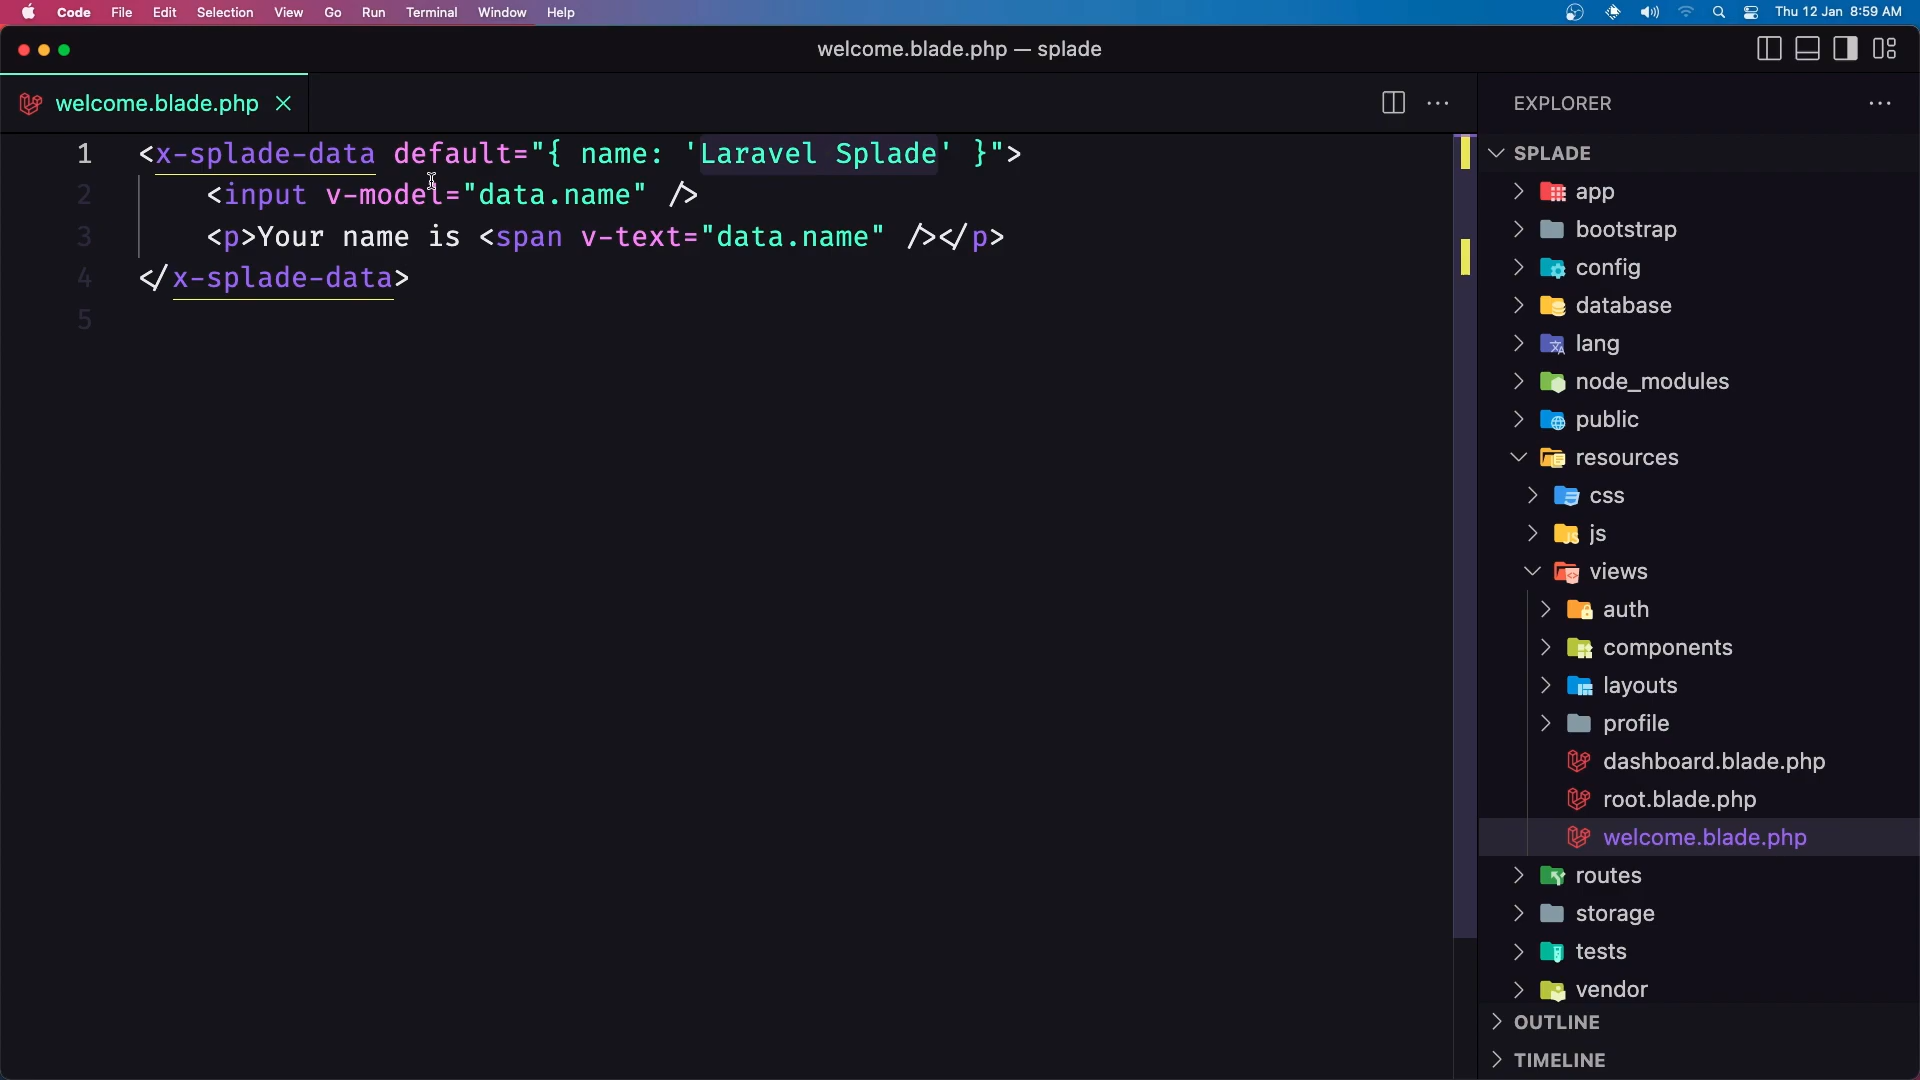 Code File Edit Selection View Go Run Terminal Window Help Thu 12 Jan 8:59 AM
welcome.blade.php — splade
welcome.blade.php
1 <x-splade-data default="{ name: 'Laravel Splade' }">
2 <input v-model="data.name" />
3 <p>Your name is <span v-text="data.name" /></p>
4 </x-splade-data>
5
EXPLORER
SPLADE
app
bootstrap
config
database
lang
node_modules
public
resources
css
js
views
auth
components
layouts
profile
dashboard.blade.php
root.blade.php
welcome.blade.php
routes
storage
tests
vendor
OUTLINE
TIMELINE